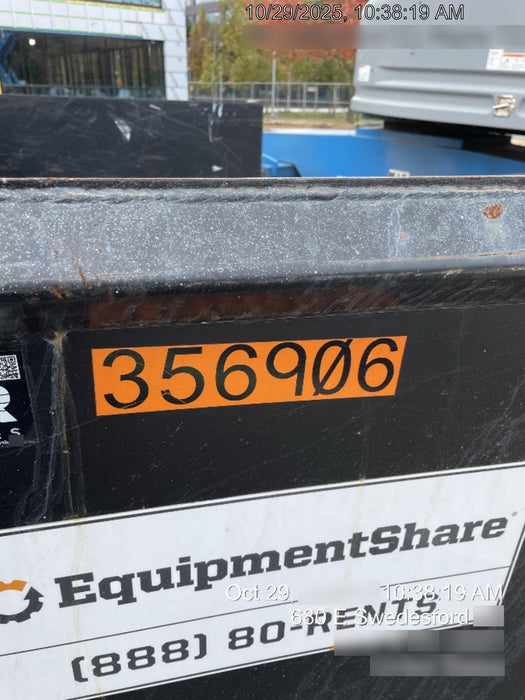 10/29/2025, 10:38:19 AM
356906
EquipmentShare
(888) 80-RENTS
Oct 29,
10:38:19 AM
630 E Swedesford